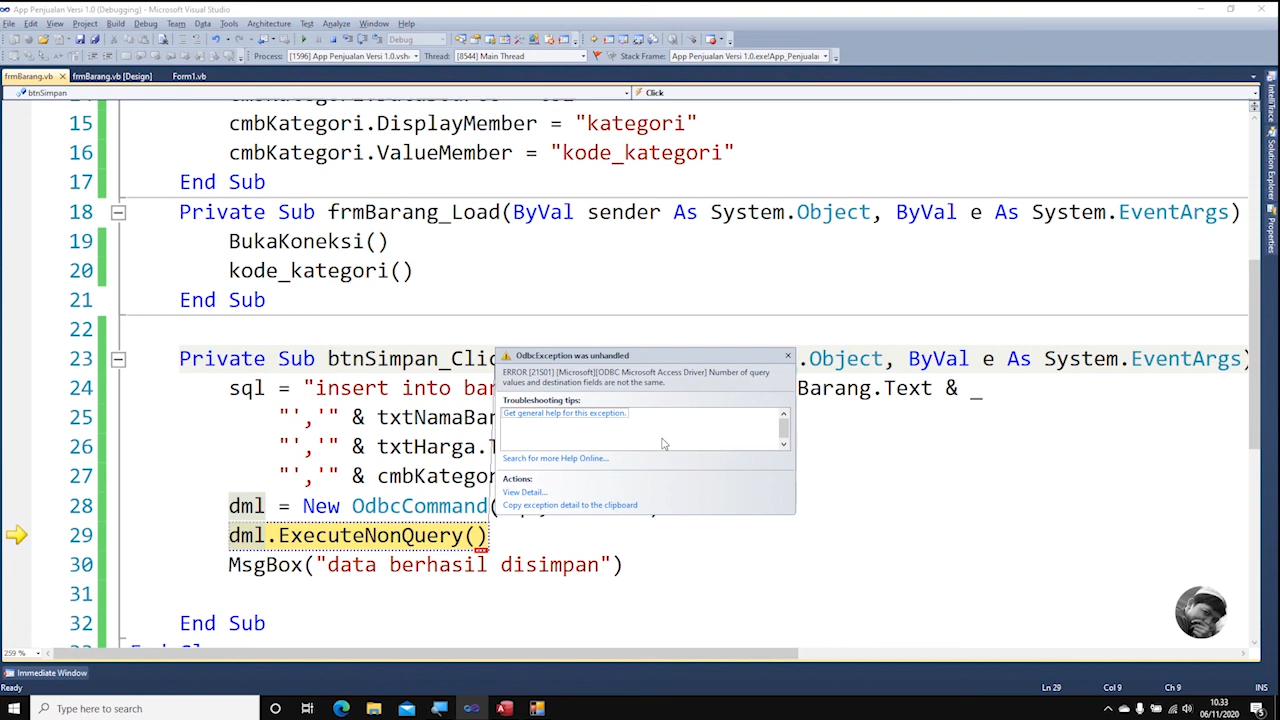 App Penjualan Versi 1.0 (Debugging) - Microsoft Visual Studio
File Edit View Project Build Debug Team Data Tools Architecture Test Analyze Window Help
Debug
Process: [1596] App Penjualan Versi 1.0.vsh Thread: [8544] Main Thread Stack Frame: App Penjualan Versi 1.0.exe!App_Penjualan
frmBarang.vb frmBarang.vb [Design] Form1.vb
btnSimpan Click
15 cmbKategori.DisplayMember = "kategori"
16 cmbKategori.ValueMember = "kode_kategori"
17 End Sub
18 Private Sub frmBarang_Load(ByVal sender As System.Object, ByVal e As System.EventArgs)
19 BukaKoneksi()
20 kode_kategori()
21 End Sub
22
23 Private Sub btnSimpan_Clic .Object, ByVal e As System.EventArgs)
24 sql = "insert into bar Barang.Text & _
25 "','" & txtNamaBar
26 "','" & txtHarga.T
27 "','" & cmbKategor
28 dml = New OdbcCommand(
29 dml.ExecuteNonQuery()
30 MsgBox("data berhasil disimpan")
31
32 End Sub
OdbcException was unhandled
ERROR [21S01] [Microsoft][ODBC Microsoft Access Driver] Number of query
values and destination fields are not the same.
Troubleshooting tips:
Get general help for this exception.
Search for more Help Online...
Actions:
View Detail...
Copy exception detail to the clipboard
IntelliTrace
Solution Explorer
Properties
259 %
Immediate Window
Ready Ln 29 Col 9 Ch 9 INS
Type here to search
10.33
06/11/2020
5